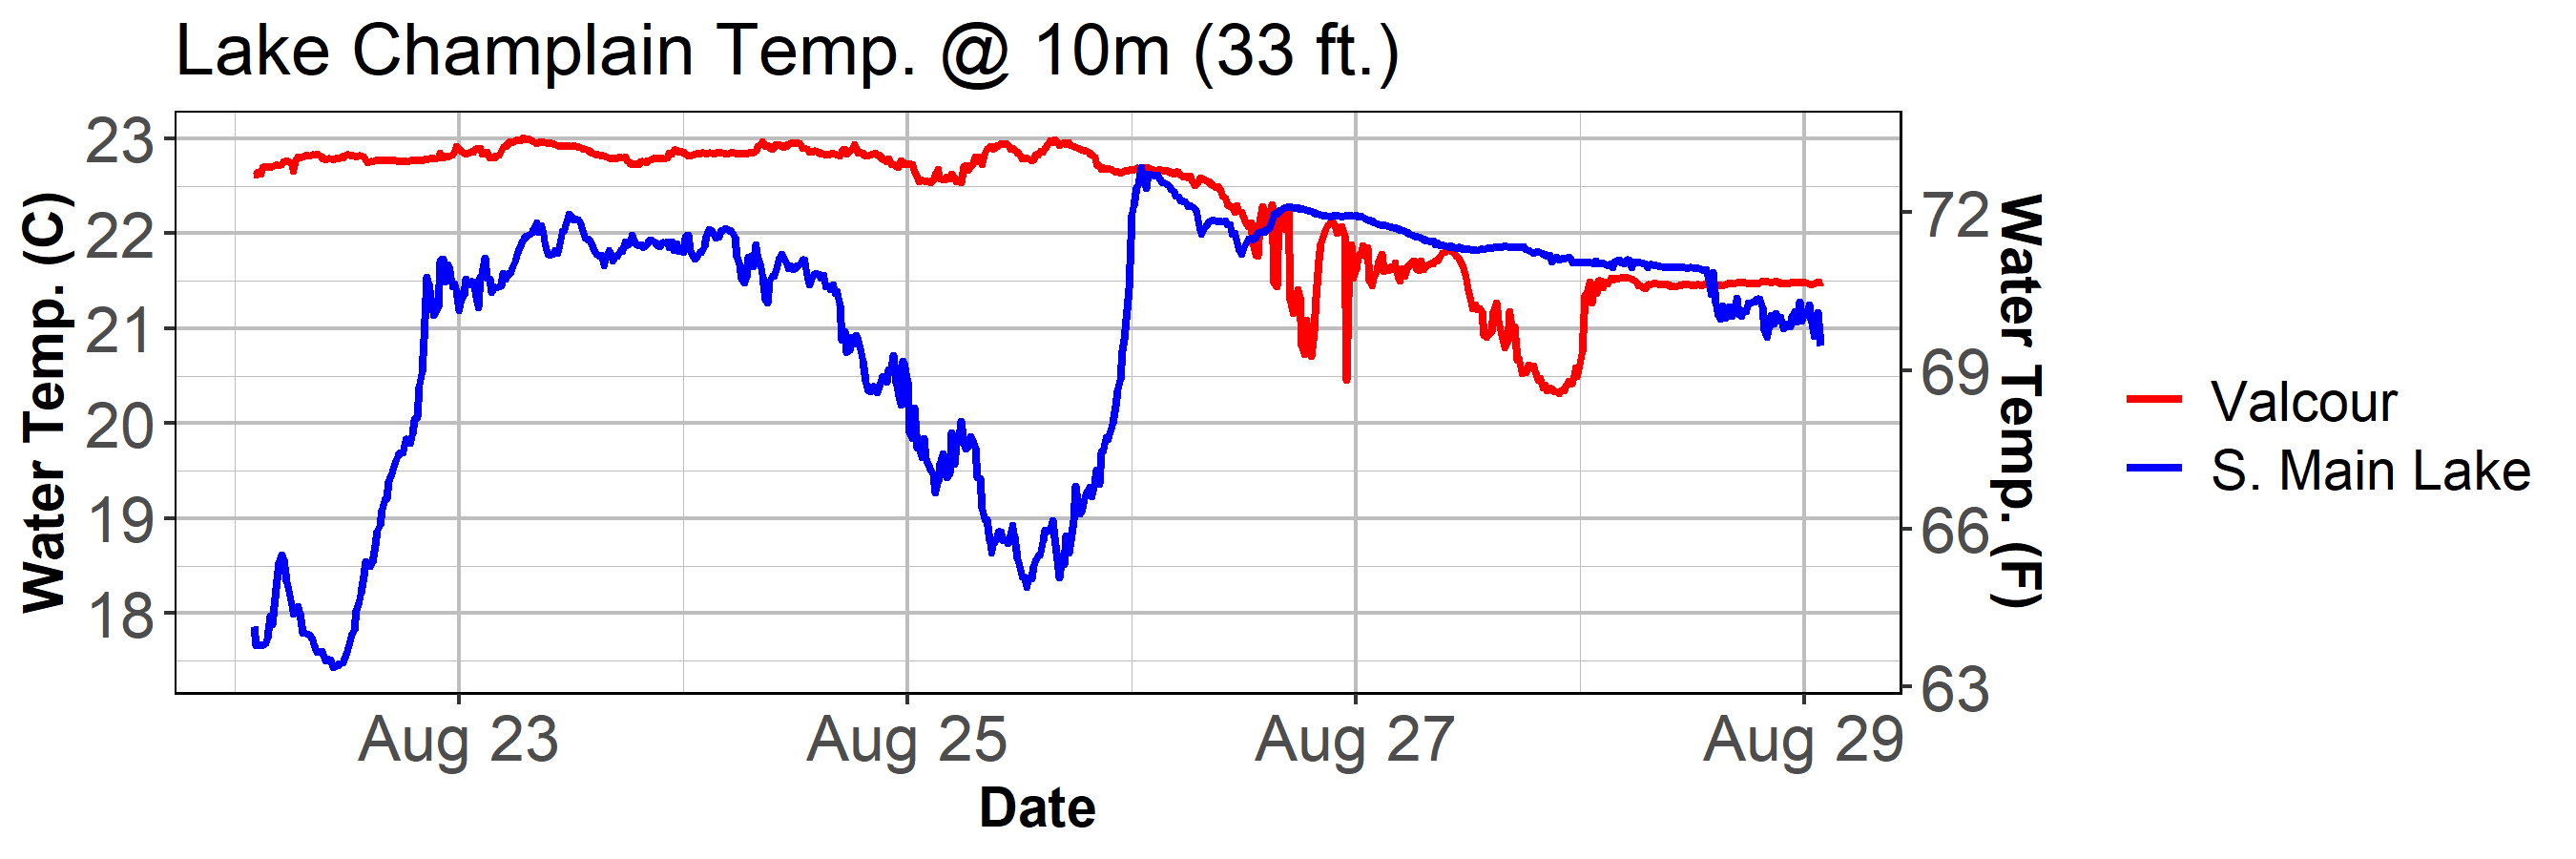 Lake Champlain Temp. @ 10m (33 ft.)
Water Temp. (C)
23
22
21
20
19
18
72
69
66
63
Water Temp. (F)
Aug 23
Aug 25
Aug 27
Aug 29
Date
Valcour
S. Main Lake